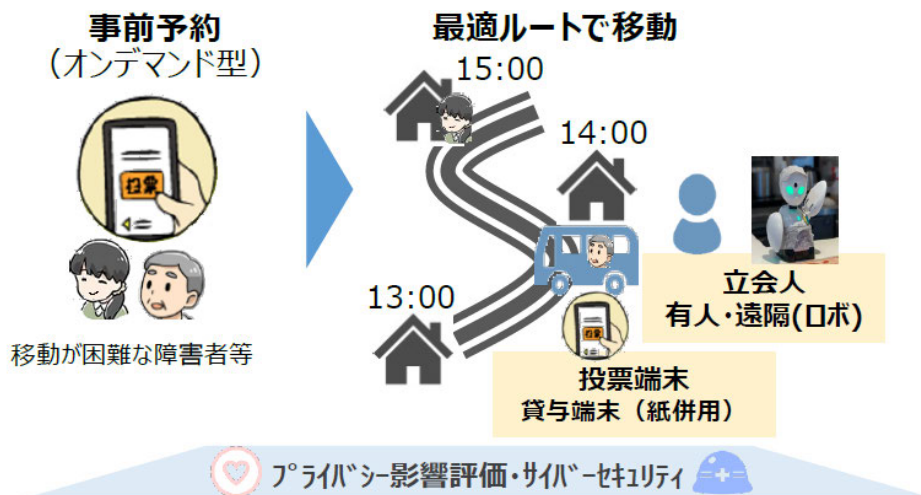 事前予約
(オンデマンド型)
投票
移動が困難な障害者等
最適ルートで移動
15:00
14:00
13:00
立会人
有人・遠隔(ロボ)
投票
投票端末
貸与端末（紙併用）
プライバシー影響評価・サイバーセキュリティ